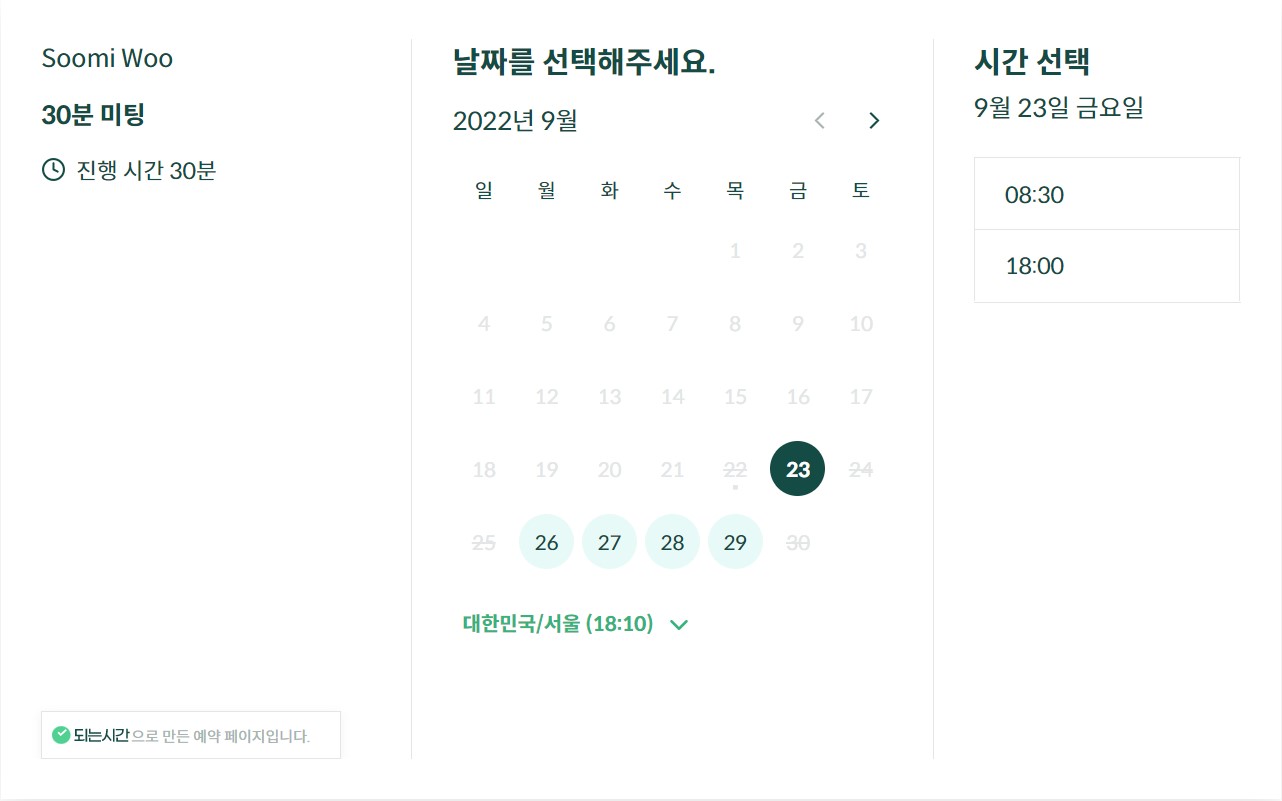 Soomi Woo
30분 미팅
진행 시간 30분
되는시간으로 만든 예약 페이지입니다.
날짜를 선택해주세요.
2022년 9월
일 월 화 수 목 금 토
1 2 3
4 5 6 7 8 9 10
11 12 13 14 15 16 17
18 19 20 21 22 23 24
25 26 27 28 29 30
대한민국/서울 (18:10)
시간 선택
9월 23일 금요일
08:30
18:00